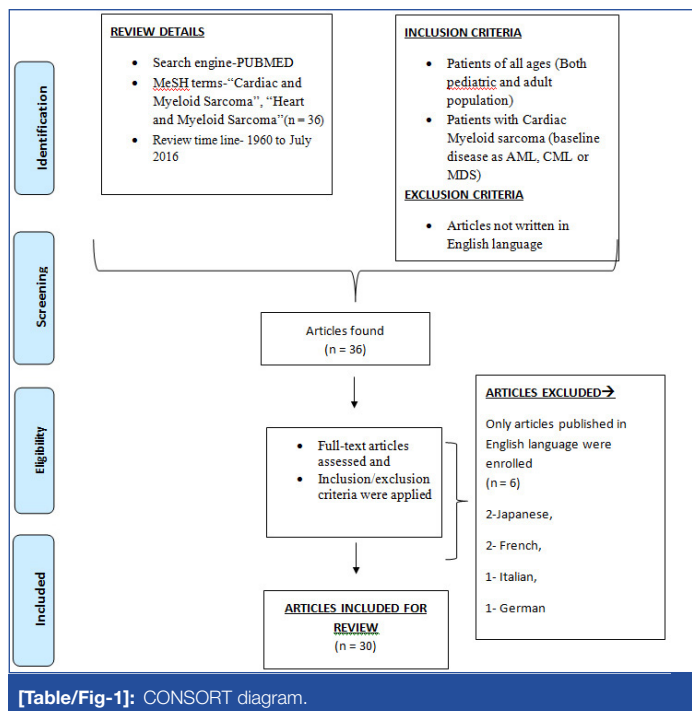 REVIEW DETAILS
• Search engine-PUBMED
• MeSH terms-“Cardiac and
Myeloid Sarcoma”, “Heart
and Myeloid Sarcoma”(n = 36)
• Review time line- 1960 to July
2016
INCLUSION CRITERIA
• Patients of all ages (Both
pediatric and adult
population)
• Patients with Cardiac
Myeloid sarcoma (baseline
disease as AML, CML or
MDS)
EXCLUSION CRITERIA
• Articles not written in
English language
Identification
Screening
Articles found
(n = 36)
Eligibility
• Full-text articles
assessed and
• Inclusion/exclusion
criteria were applied
ARTICLES EXCLUDED→
Only articles published in
English language were
enrolled
(n = 6)
2-Japanese,
2- French,
1- Italian,
1- German
Included
ARTICLES INCLUDED FOR
REVIEW
(n = 30)
[Table/Fig-1]: CONSORT diagram.